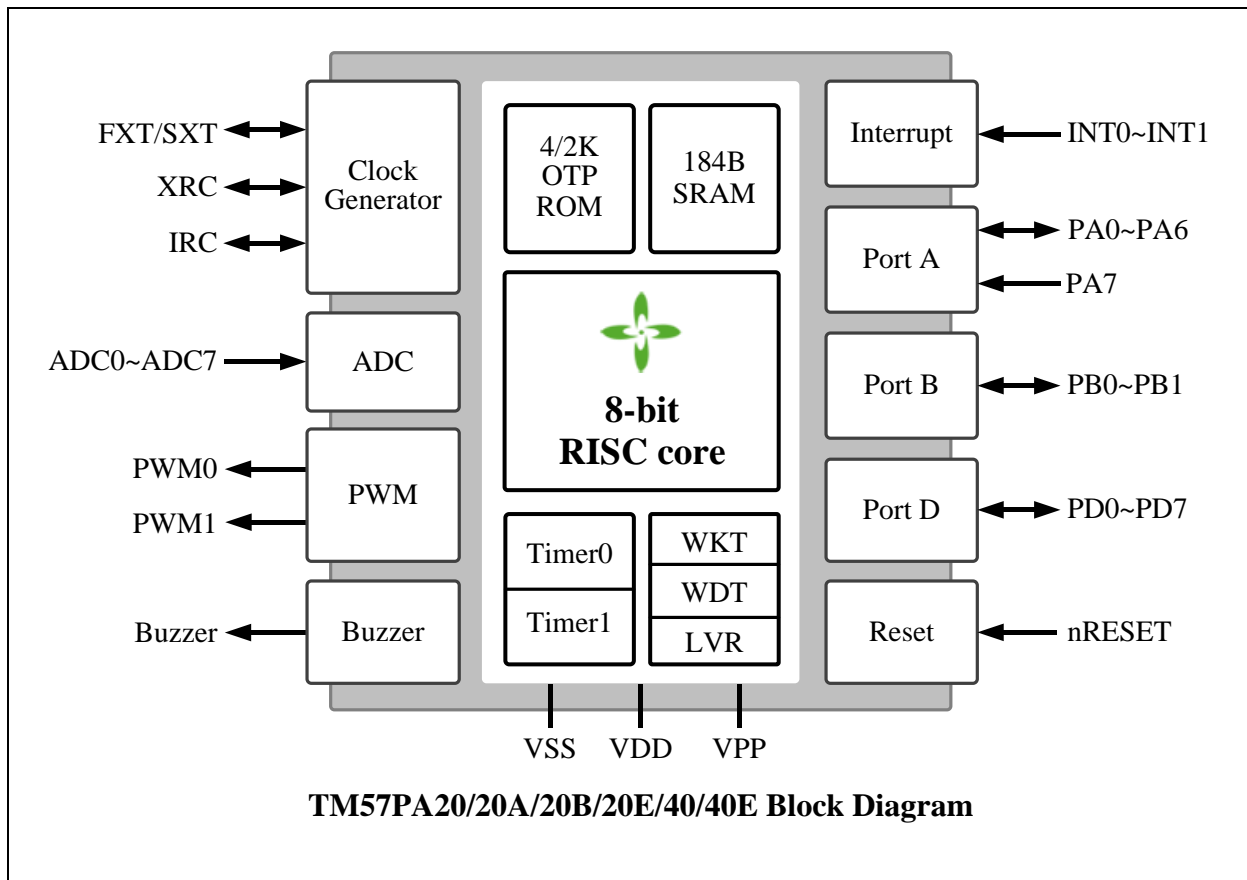 FXT/SXT
XRC
IRC
Clock
Generator
ADC0~ADC7
ADC
PWM0
PWM1
PWM
Buzzer
Buzzer
4/2K
OTP
ROM
184B
SRAM
8-bit
RISC core
Timer0
Timer1
WKT
WDT
LVR
Interrupt
INT0~INT1
Port A
PA0~PA6
PA7
Port B
PB0~PB1
Port D
PD0~PD7
Reset
nRESET
VSS
VDD
VPP
TM57PA20/20A/20B/20E/40/40E Block Diagram